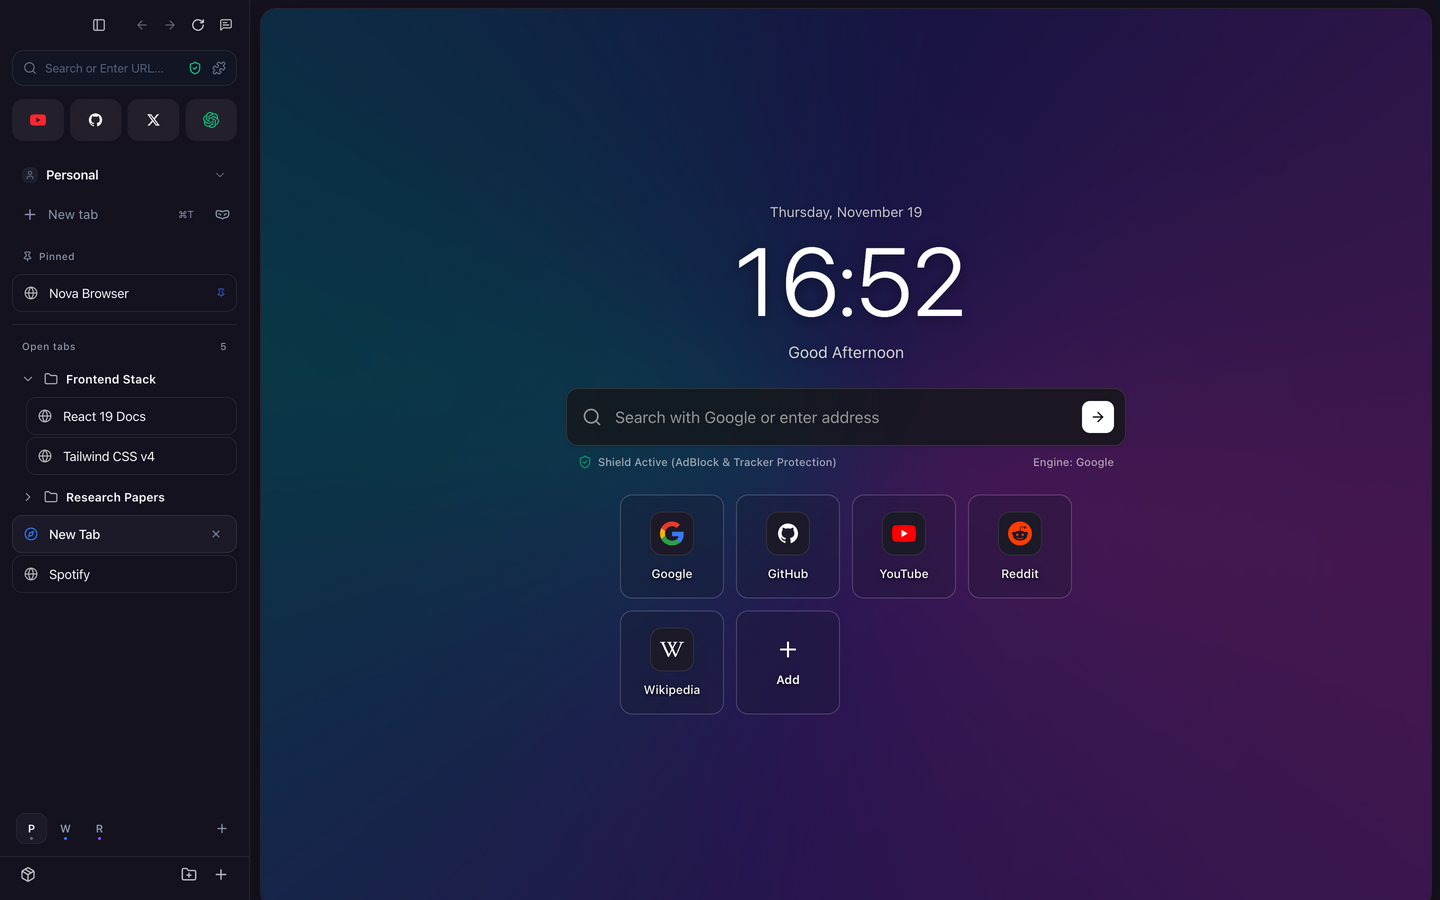 Search or Enter URL...
Personal
New tab
⌘T
Pinned
Nova Browser
Open tabs
5
Frontend Stack
React 19 Docs
Tailwind CSS v4
Research Papers
New Tab
Spotify
P
W
R
Thursday, November 19
16:52
Good Afternoon
Search with Google or enter address
Shield Active (AdBlock & Tracker Protection)
Engine: Google
Google
GitHub
YouTube
Reddit
W
Wikipedia
Add